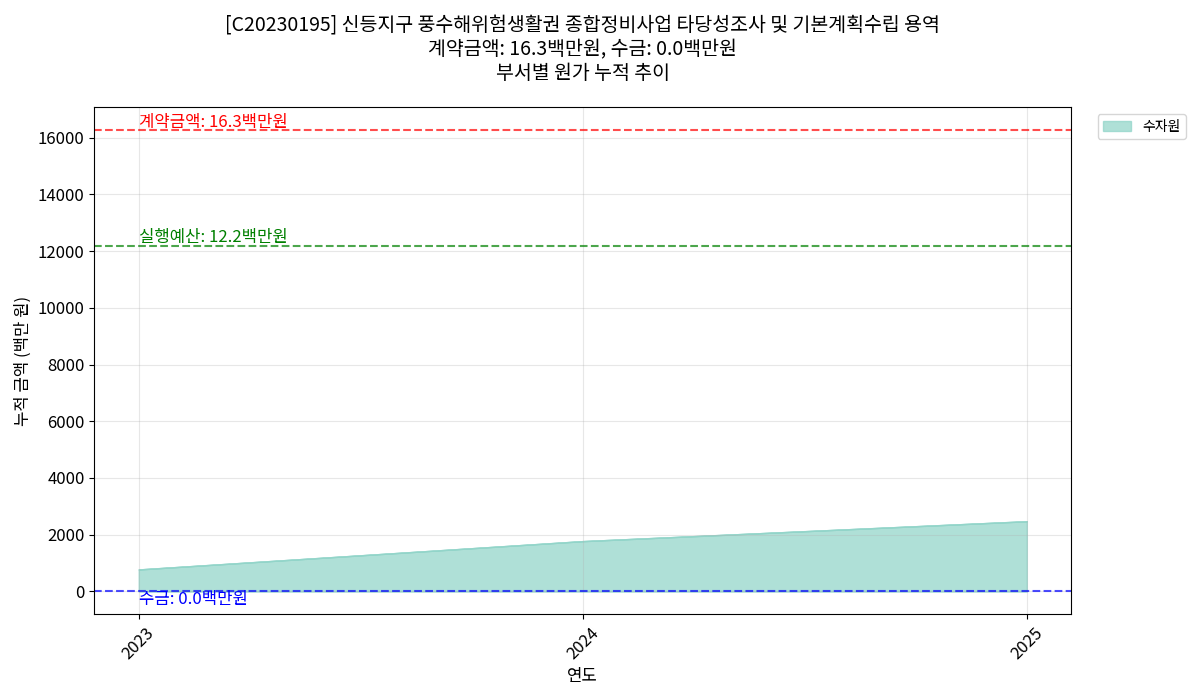 [C20230195] 신등지구 풍수해위험생활권 종합정비사업 타당성조사 및 기본계획수립 용역
계약금액: 16.3백만원, 수금: 0.0백만원
부서별 원가 누적 추이
계약금액: 16.3백만원
수자원
16000
14000
실행예산: 12.2백만원
12000
10000
누적 금액 (백만 원)
8000
6000
4000
2000
0
수금: 0.0백만원
2023
2024
2025
연도